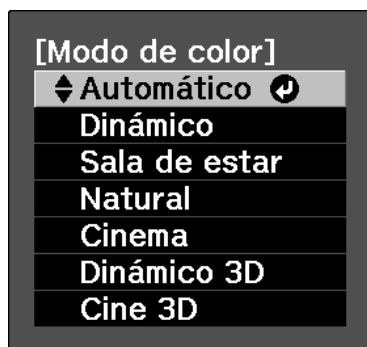 [Modo de color]
Automático
Dinámico
Sala de estar
Natural
Cinema
Dinámico 3D
Cine 3D